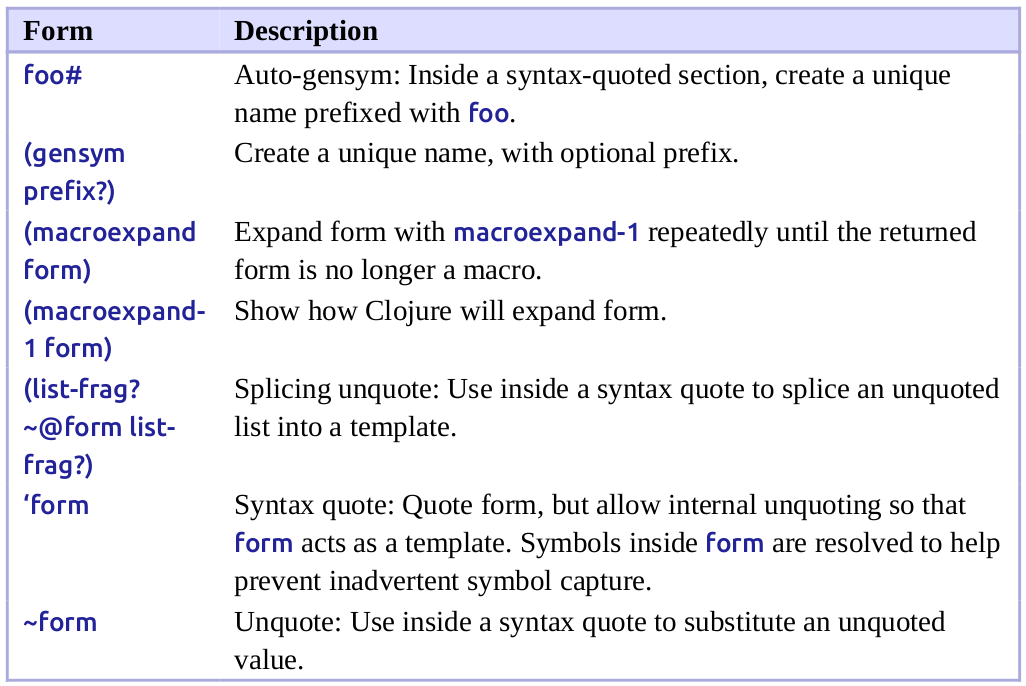 Form Description
foo# Auto-gensym: Inside a syntax-quoted section, create a unique
name prefixed with foo.
(gensym Create a unique name, with optional prefix.
prefix?)
(macroexpand Expand form with macroexpand-1 repeatedly until the returned
form) form is no longer a macro.
(macroexpand- Show how Clojure will expand form.
1 form)
(list-frag? Splicing unquote: Use inside a syntax quote to splice an unquoted
~@form list- list into a template.
frag?)
‘form Syntax quote: Quote form, but allow internal unquoting so that
form acts as a template. Symbols inside form are resolved to help
prevent inadvertent symbol capture.
~form Unquote: Use inside a syntax quote to substitute an unquoted
value.